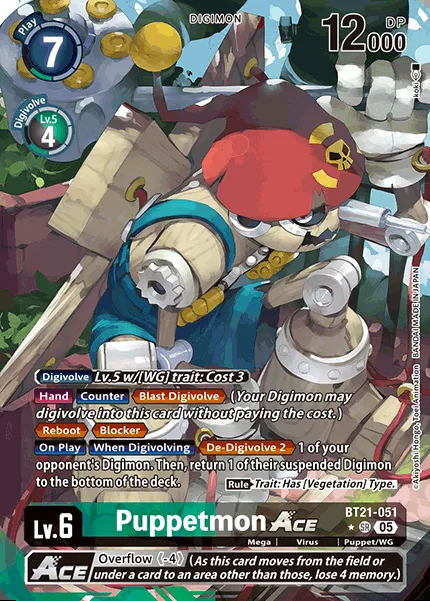 DIGIMON
Play
7
12000 DP
koki
Digivolve
Lv.5
4
Digivolve Lv.5 w/[WG] trait: Cost 3
Hand Counter Blast Digivolve (Your Digimon may
digivolve into this card without paying the cost.)
Reboot Blocker
On Play When Digivolving De-Digivolve 2 1 of your
opponent's Digimon. Then, return 1 of their suspended Digimon
to the bottom of the deck.
Rule Trait: Has [Vegetation] Type.
©Akiyoshi Hongo, Toei Animation BANDAI MADE IN JAPAN
Lv.6
Puppetmon ACE
BT21-051
SR 05
Mega Virus Puppet/WG
ACE
Overflow《-4》(As this card moves from the field or
under a card to an area other than those, lose 4 memory.)